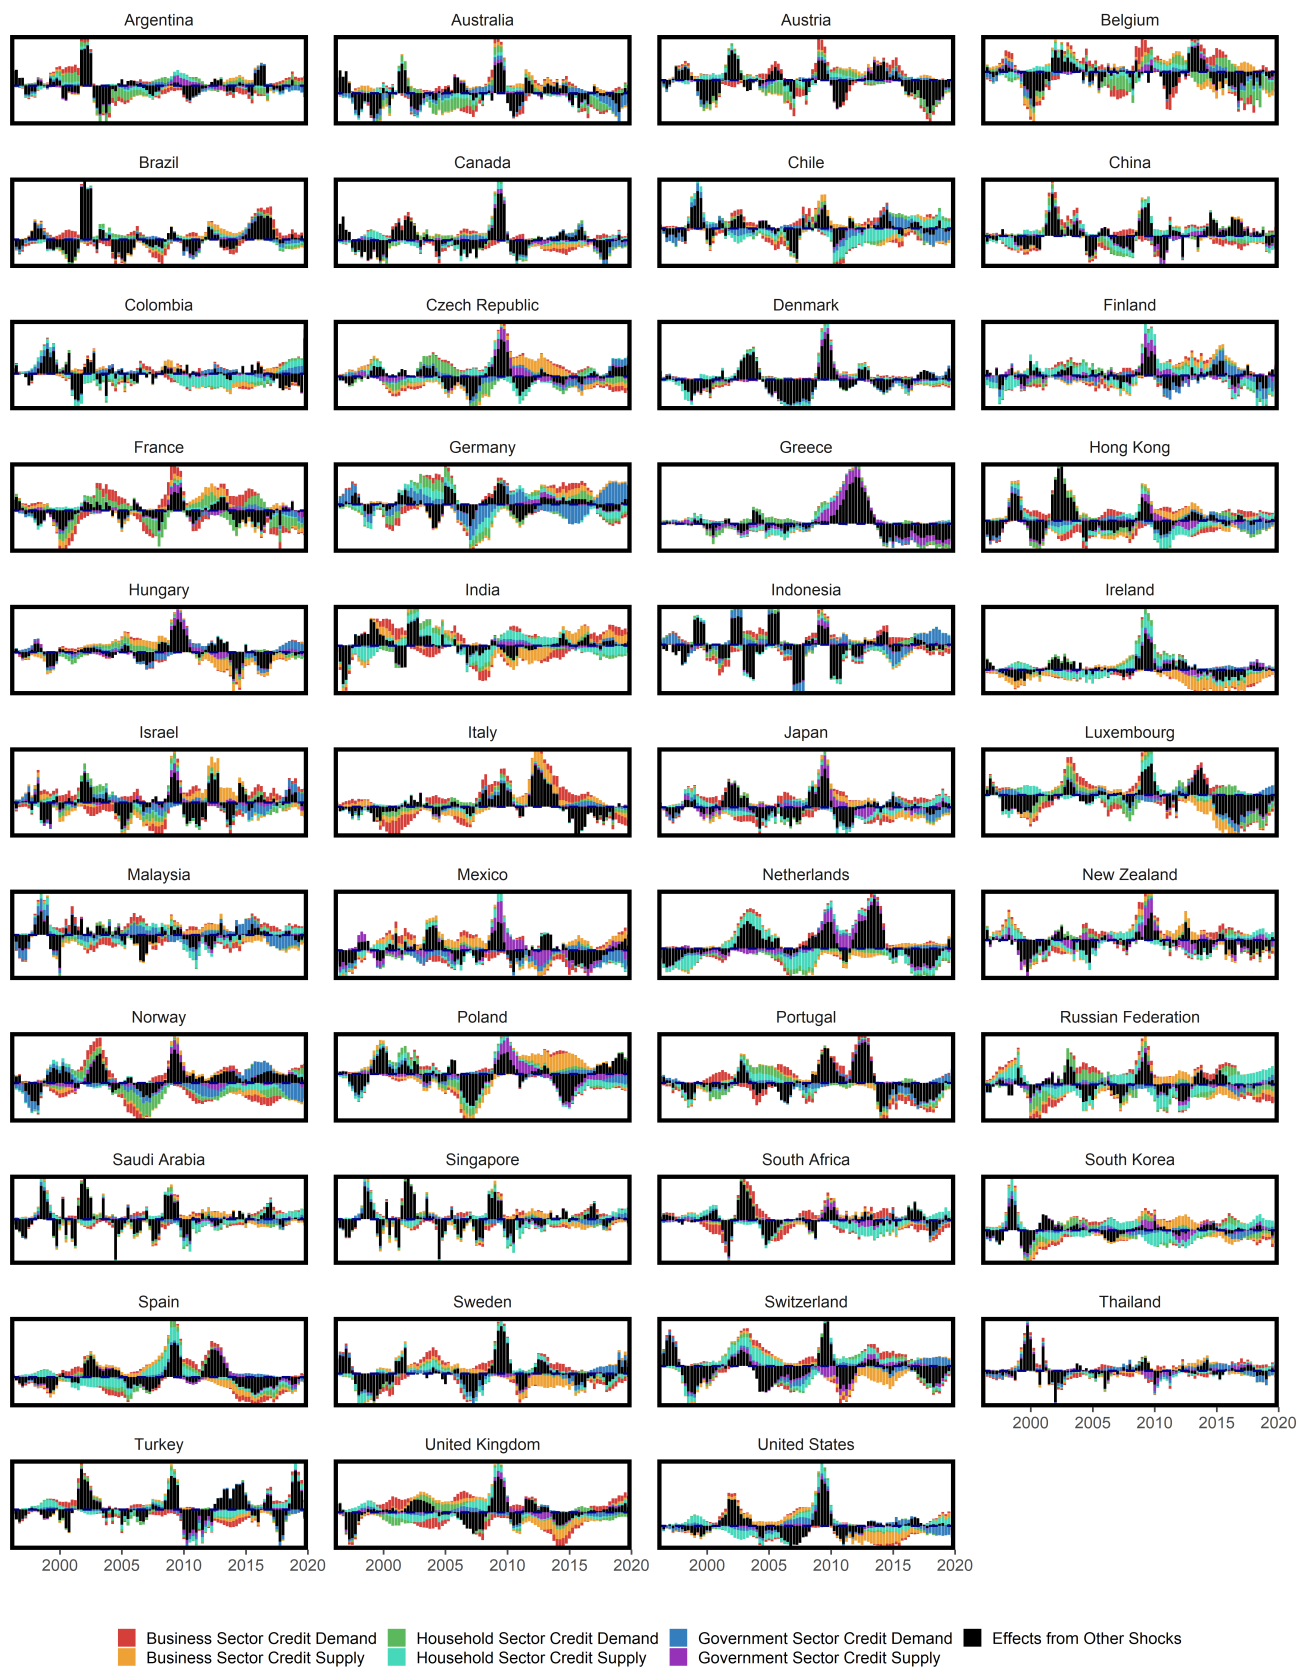 Argentina Australia Austria Belgium
Brazil Canada Chile China
Colombia Czech Republic Denmark Finland
France Germany Greece Hong Kong
Hungary India Indonesia Ireland
Israel Italy Japan Luxembourg
Malaysia Mexico Netherlands New Zealand
Norway Poland Portugal Russian Federation
Saudi Arabia Singapore South Africa South Korea
Spain Sweden Switzerland Thailand
2000 2005 2010 2015 2020
Turkey United Kingdom United States
2000 2005 2010 2015 2020 2000 2005 2010 2015 2020 2000 2005 2010 2015 2020
Business Sector Credit Demand Household Sector Credit Demand Government Sector Credit Demand Effects from Other Shocks
Business Sector Credit Supply Household Sector Credit Supply Government Sector Credit Supply